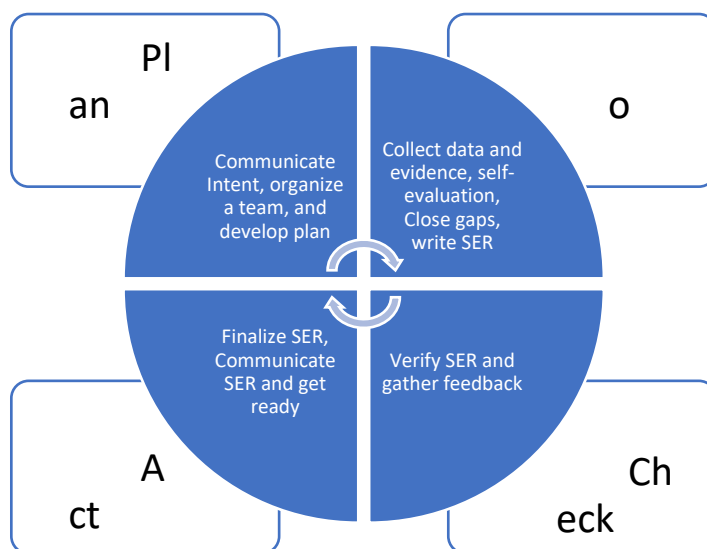 Pl
an
o
Communicate
Intent, organize
a team, and
develop plan
Collect data and
evidence, self-
evaluation,
Close gaps,
write SER
Finalize SER,
Communicate
SER and get
ready
Verify SER and
gather feedback
A
ct
Ch
eck